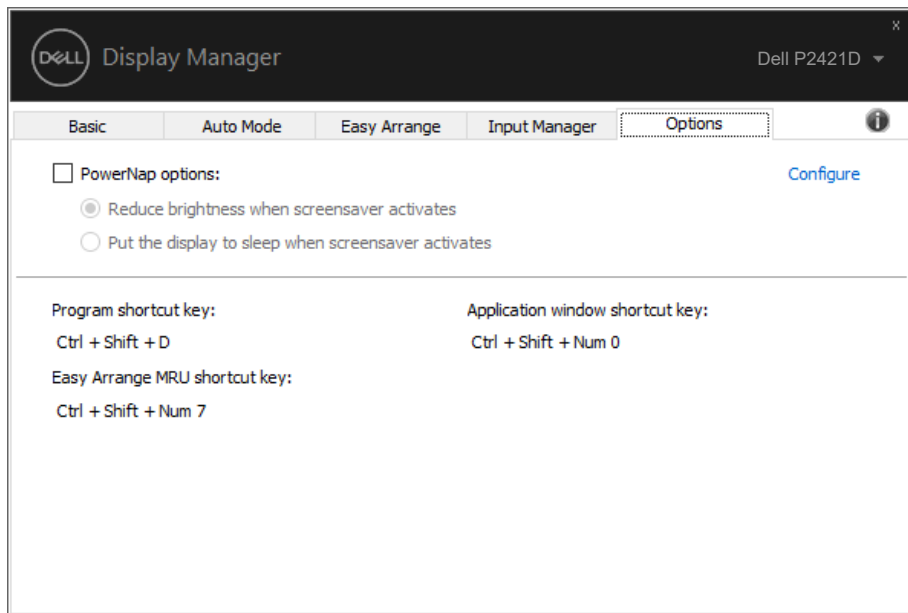 x
DELL Display Manager
Dell P2421D
Basic Auto Mode Easy Arrange Input Manager Options
PowerNap options: Configure
Reduce brightness when screensaver activates
Put the display to sleep when screensaver activates
Program shortcut key: Application window shortcut key:
Ctrl + Shift + D Ctrl + Shift + Num 0
Easy Arrange MRU shortcut key:
Ctrl + Shift + Num 7